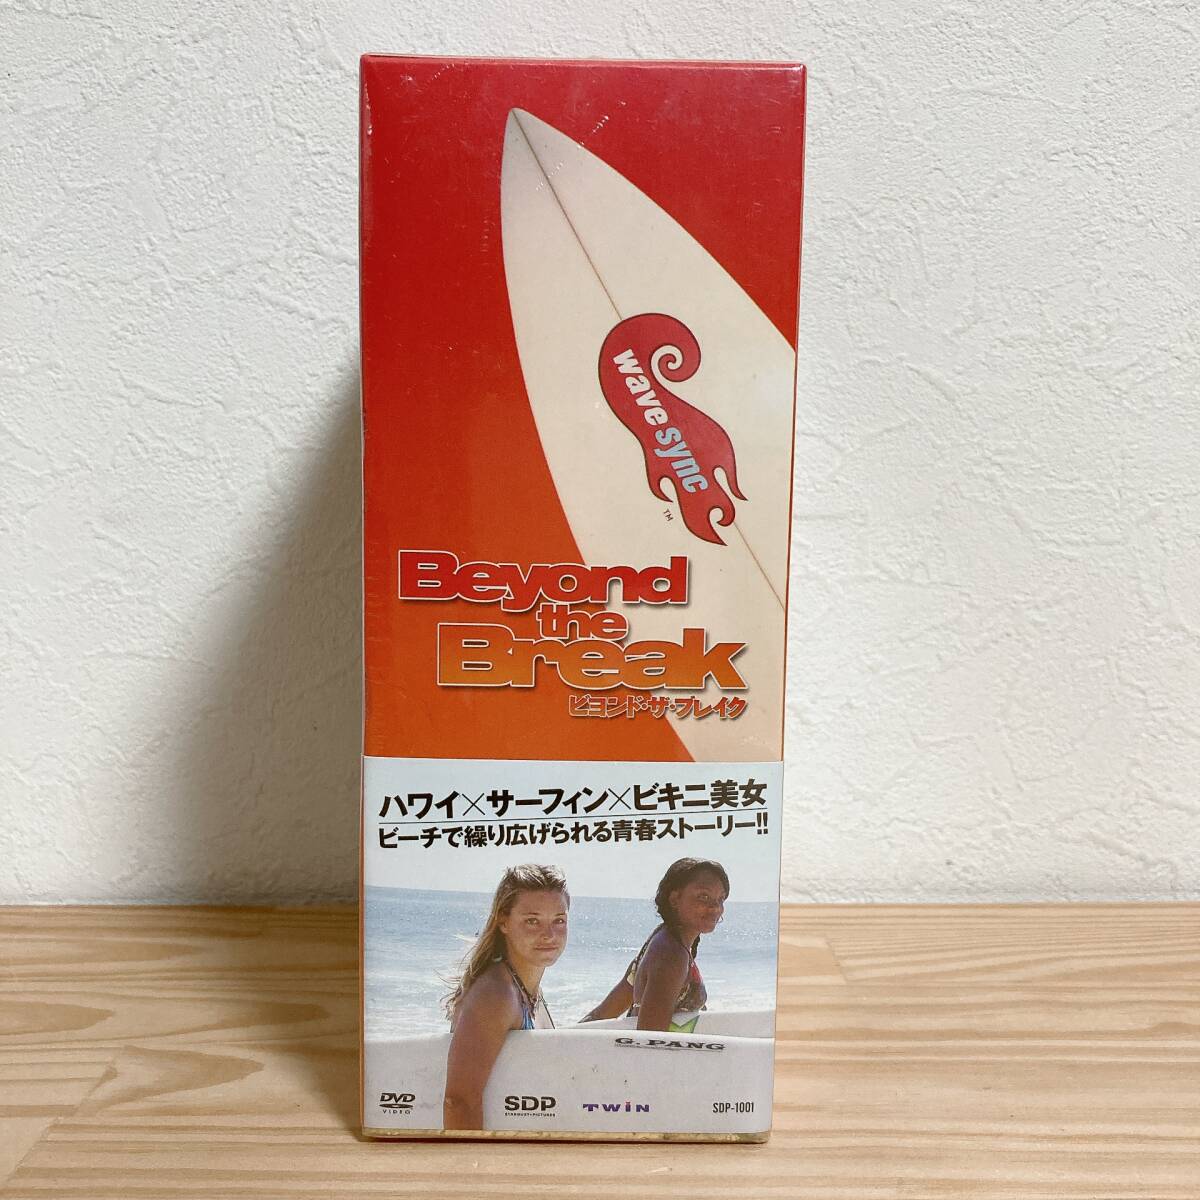 wave sync
TM
Beyond
the
Break
ビヨンド・ザ・ブレイク
ハワイ×サーフィン×ビキニ美女
ビーチで繰り広げられる青春ストーリー!!
G. PANG
DVD
VIDEO
SDP
STARDUST★PICTURES
TWIN
SDP-1001